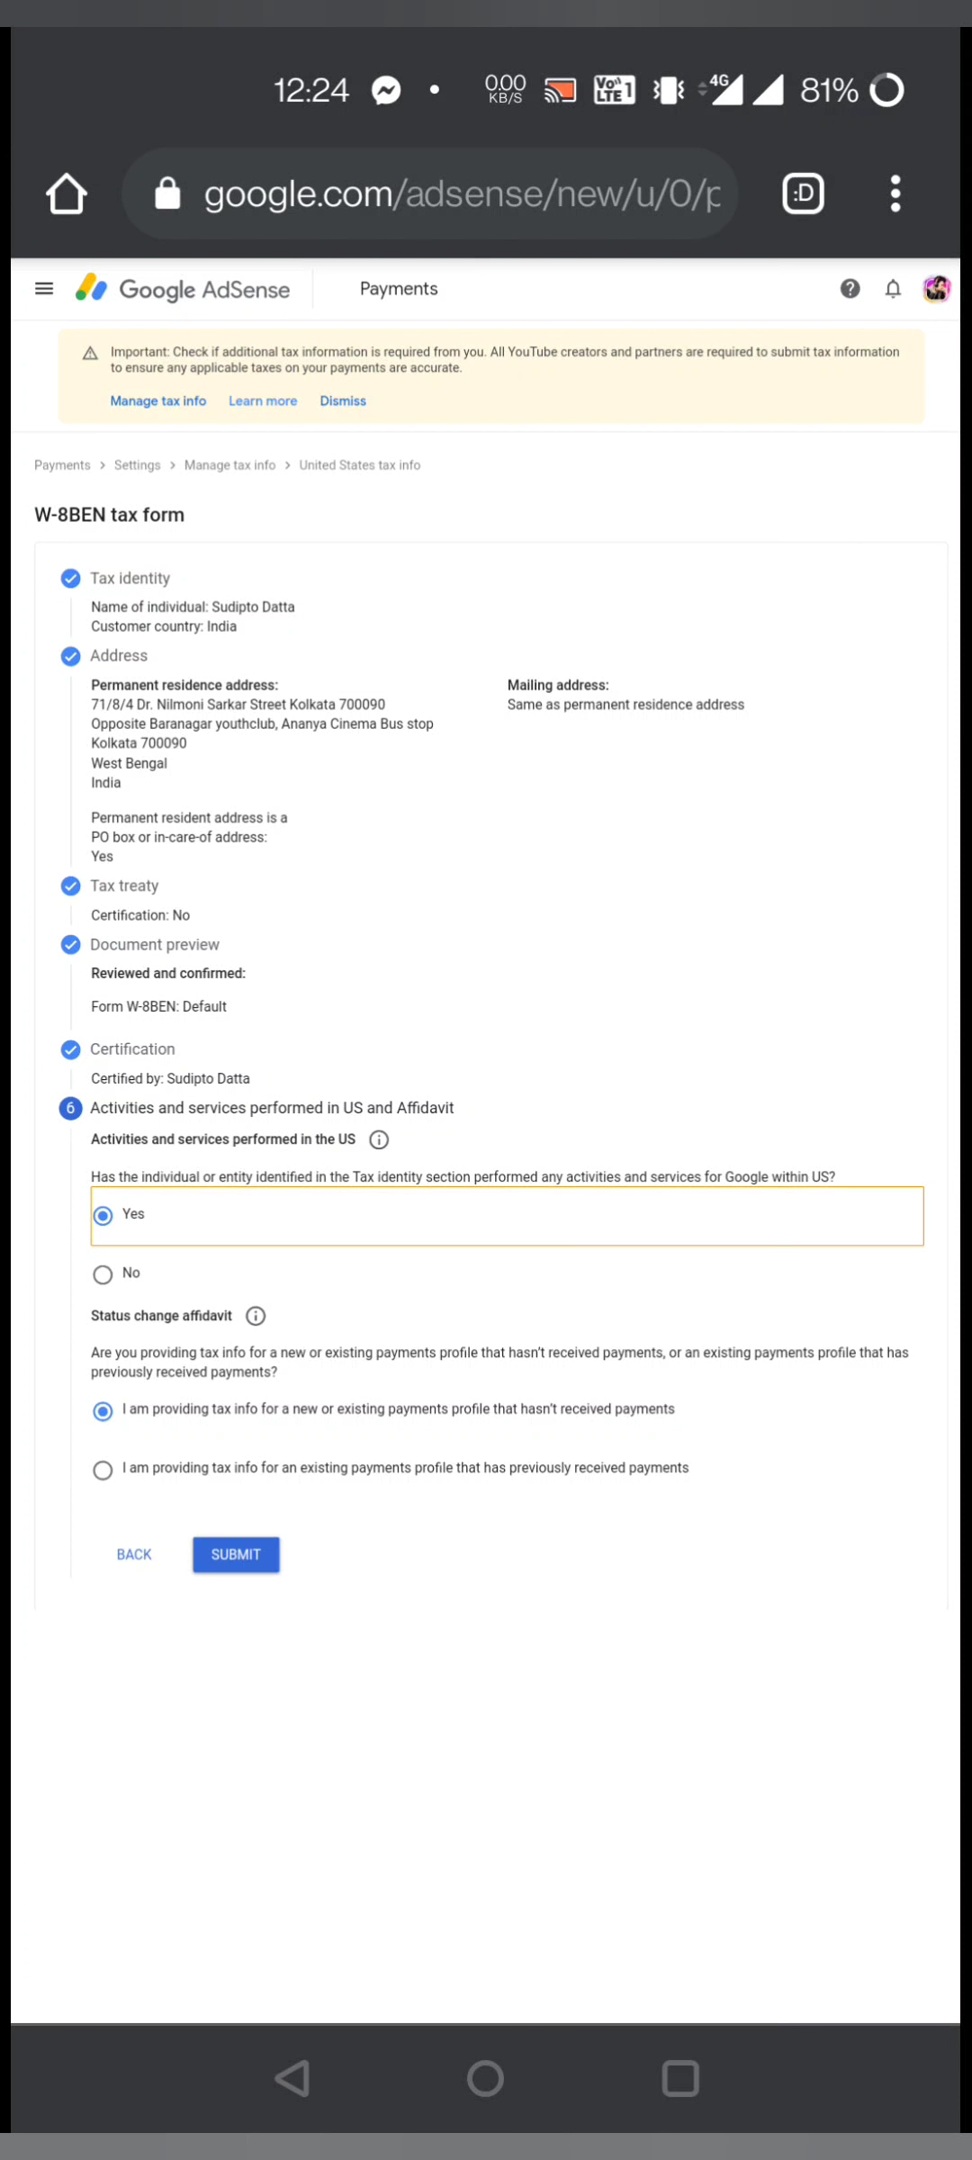 12:24 0.00 KB/S Vo)) LTE 1 4G 81%
google.com/adsense/new/u/0/p :D
Google AdSense Payments
Important: Check if additional tax information is required from you. All YouTube creators and partners are required to submit tax information
to ensure any applicable taxes on your payments are accurate.
Manage tax info Learn more Dismiss
Payments > Settings > Manage tax info > United States tax info
W-8BEN tax form
Tax identity
Name of individual: Sudipto Datta
Customer country: India
Address
Permanent residence address:
71/8/4 Dr. Nilmoni Sarkar Street Kolkata 700090
Opposite Baranagar youthclub, Ananya Cinema Bus stop
Kolkata 700090
West Bengal
India
Mailing address:
Same as permanent residence address
Permanent resident address is a
PO box or in-care-of address:
Yes
Tax treaty
Certification: No
Document preview
Reviewed and confirmed:
Form W-8BEN: Default
Certification
Certified by: Sudipto Datta
6 Activities and services performed in US and Affidavit
Activities and services performed in the US
Has the individual or entity identified in the Tax identity section performed any activities and services for Google within US?
Yes
No
Status change affidavit
Are you providing tax info for a new or existing payments profile that hasn't received payments, or an existing payments profile that has
previously received payments?
I am providing tax info for a new or existing payments profile that hasn't received payments
I am providing tax info for an existing payments profile that has previously received payments
BACK SUBMIT